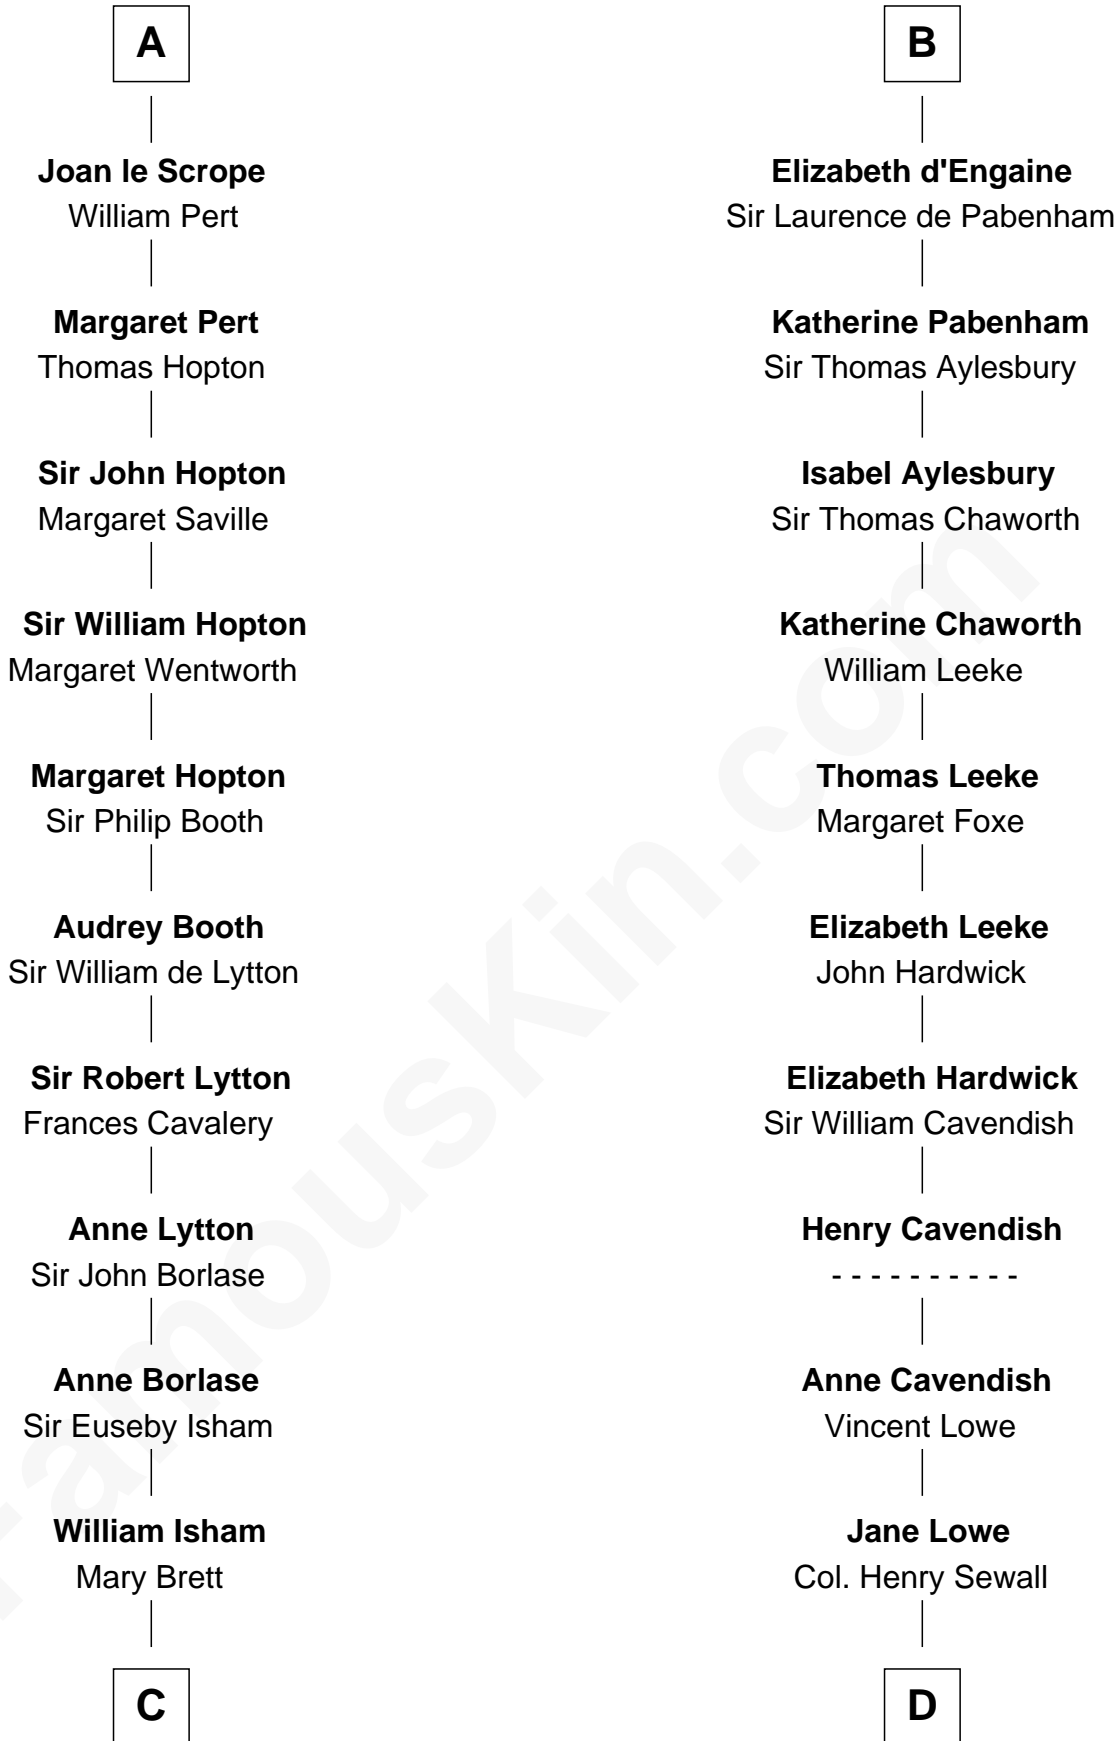 A
Joan le Scrope
William Pert
Margaret Pert
Thomas Hopton
Sir John Hopton
Margaret Saville
Sir William Hopton
Margaret Wentworth
Margaret Hopton
Sir Philip Booth
Audrey Booth
Sir William de Lytton
Sir Robert Lytton
Frances Cavalery
Anne Lytton
Sir John Borlase
Anne Borlase
Sir Euseby Isham
William Isham
Mary Brett
C
B
Elizabeth d'Engaine
Sir Laurence de Pabenham
Katherine Pabenham
Sir Thomas Aylesbury
Isabel Aylesbury
Sir Thomas Chaworth
Katherine Chaworth
William Leeke
Thomas Leeke
Margaret Foxe
Elizabeth Leeke
John Hardwick
Elizabeth Hardwick
Sir William Cavendish
Henry Cavendish
- - - - - - - - - -
Anne Cavendish
Vincent Lowe
Jane Lowe
Col. Henry Sewall
D
FamousKin.com